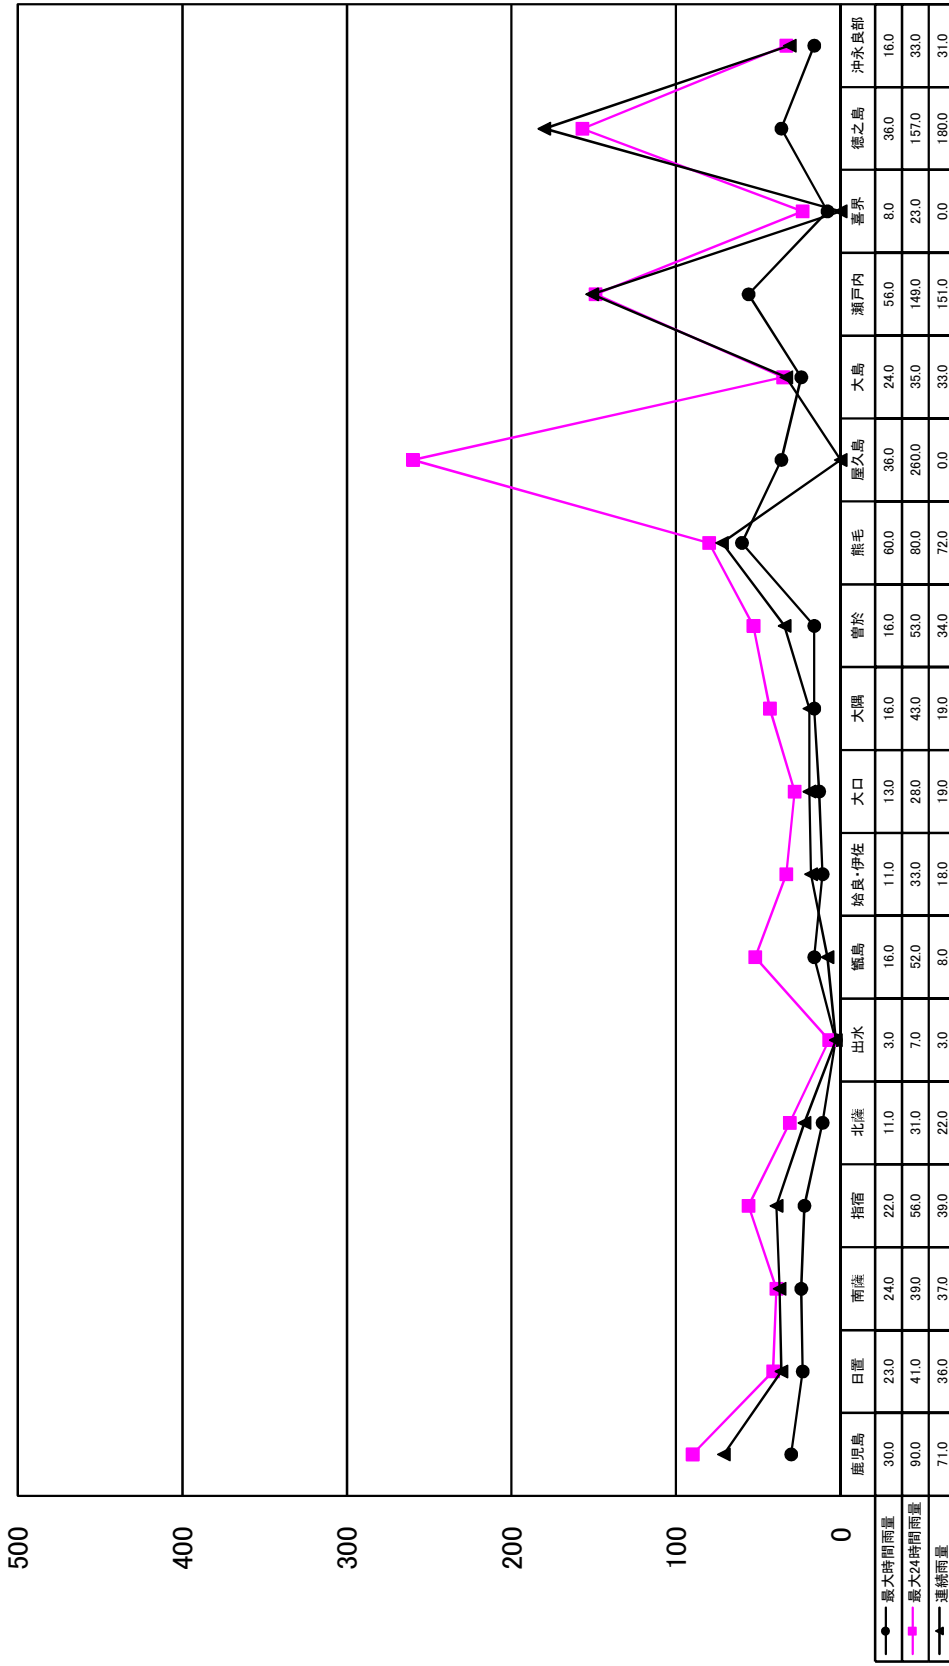 500
400
300
200
100
0
鹿児島 日置 南薩 指宿 北薩 出水 甑島 姶良・伊佐 大口 大隅 曽於 熊毛 屋久島 大島 瀬戸内 喜界 徳之島 沖永良部
最大時間雨量 30.0 23.0 24.0 22.0 11.0 3.0 16.0 11.0 13.0 16.0 16.0 60.0 36.0 24.0 56.0 8.0 36.0 16.0
最大24時間雨量 90.0 41.0 39.0 56.0 31.0 7.0 52.0 33.0 28.0 43.0 53.0 80.0 260.0 35.0 149.0 23.0 157.0 33.0
連続雨量 71.0 36.0 37.0 39.0 22.0 3.0 8.0 18.0 19.0 19.0 34.0 72.0 0.0 33.0 151.0 0.0 180.0 31.0